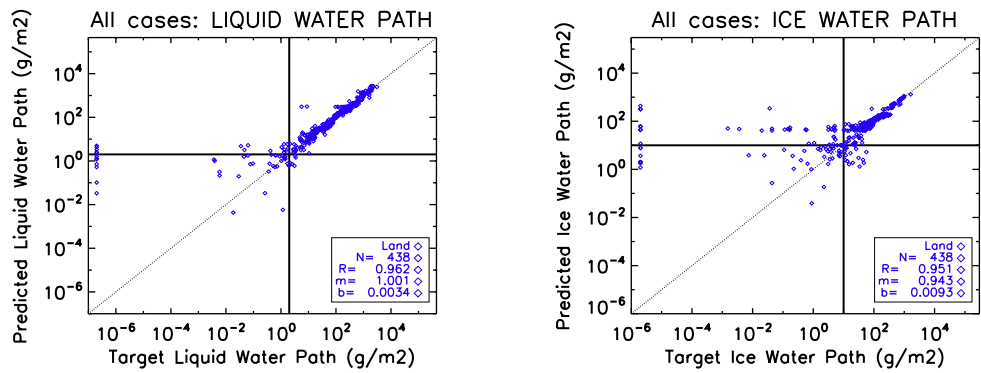 All cases: LIQUID WATER PATH
Predicted Liquid Water Path (g/m2)
10^4
10^2
10^0
10^-2
10^-4
10^-6
Land
N= 438
R= 0.962
m= 1.001
b= 0.0034
10^-6 10^-4 10^-2 10^0 10^2 10^4
Target Liquid Water Path (g/m2)
All cases: ICE WATER PATH
Predicted Ice Water Path (g/m2)
10^4
10^2
10^0
10^-2
10^-4
10^-6
Land
N= 438
R= 0.951
m= 0.943
b= 0.0093
10^-6 10^-4 10^-2 10^0 10^2 10^4
Target Ice Water Path (g/m2)